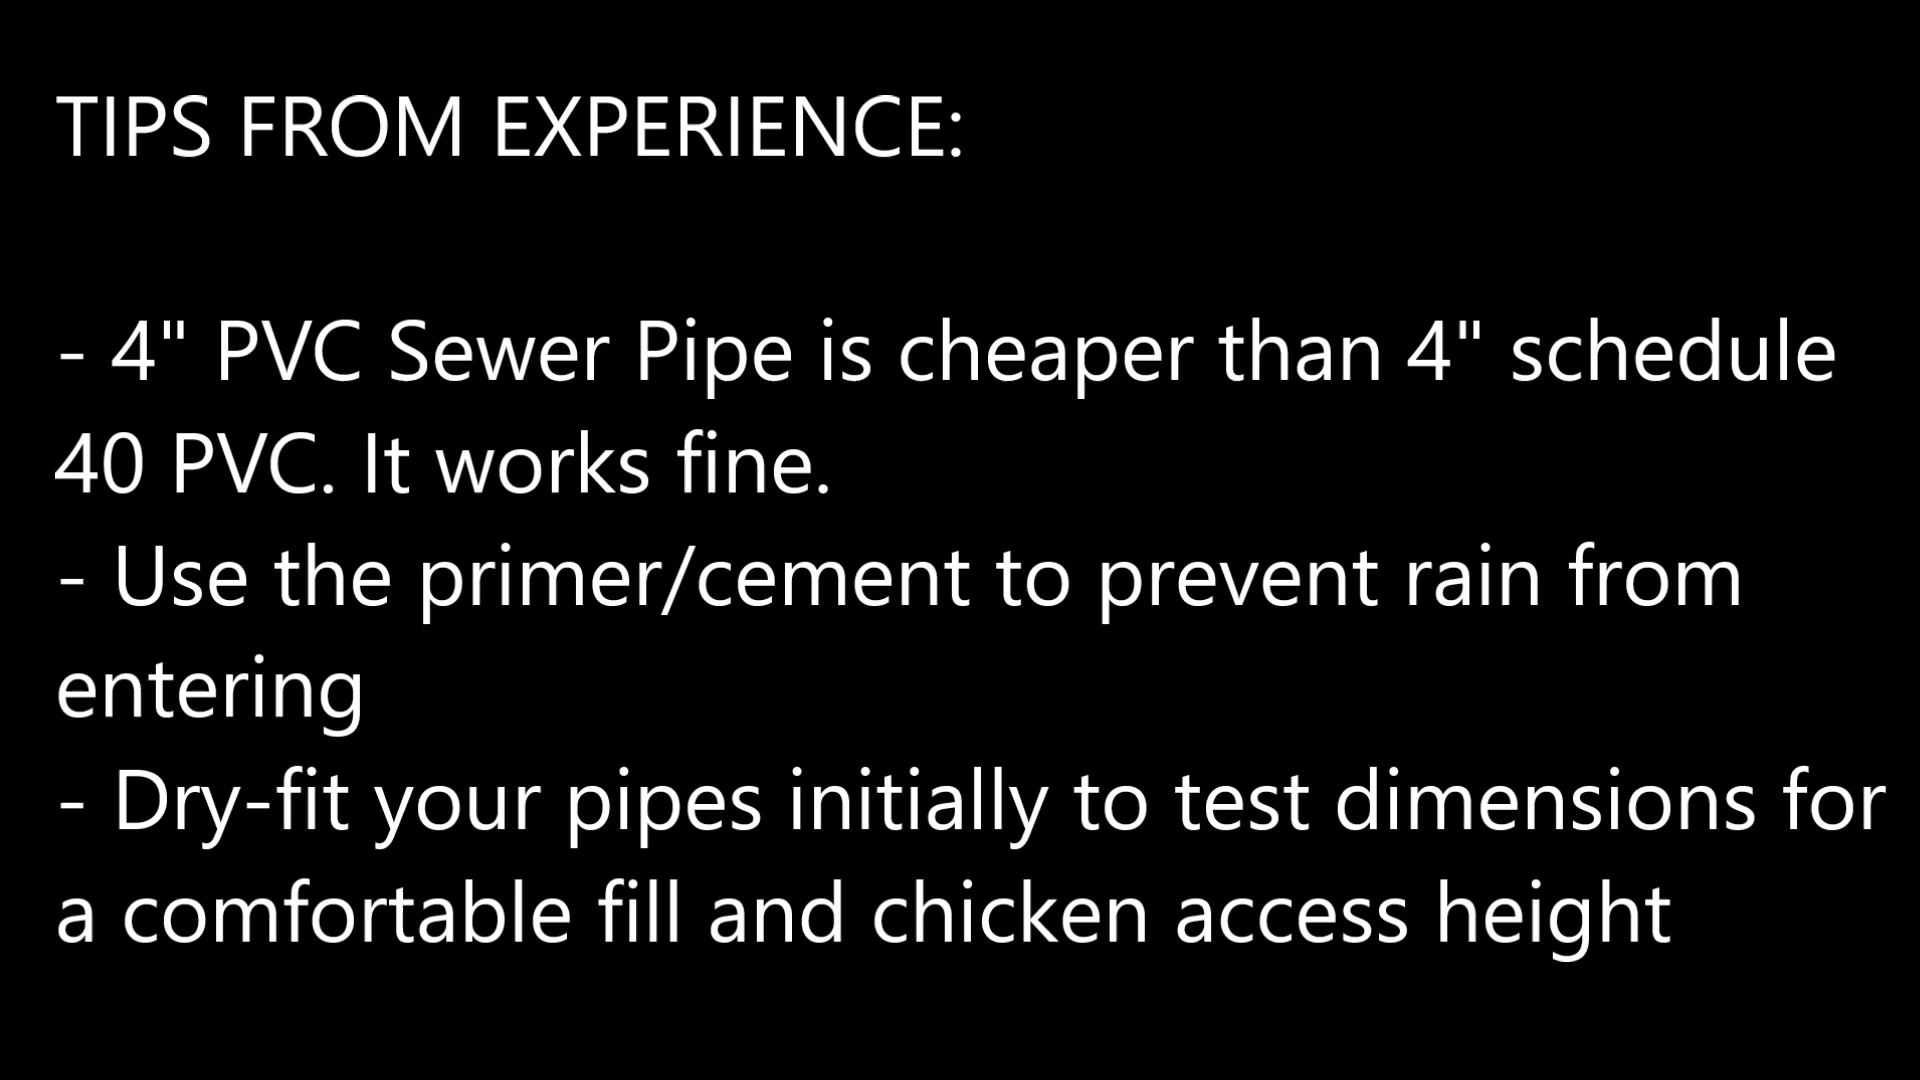 TIPS FROM EXPERIENCE:
- 4" PVC Sewer Pipe is cheaper than 4" schedule
40 PVC. It works fine.
- Use the primer/cement to prevent rain from
entering
- Dry-fit your pipes initially to test dimensions for
a comfortable fill and chicken access height